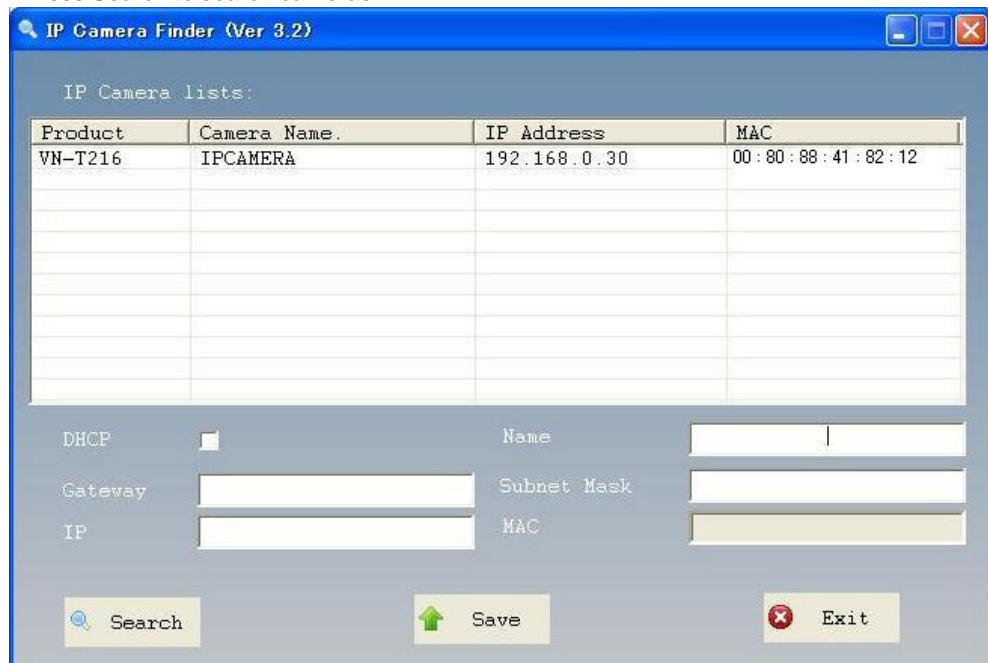 IP Camera Finder (Ver 3.2)
IP Camera lists:
Product Camera Name. IP Address MAC
VN-T216 IPCAMERA 192.168.0.30 00 : 80 : 88 : 41 : 82 : 12
DHCP Name
Gateway Subnet Mask
IP MAC
Search Save Exit